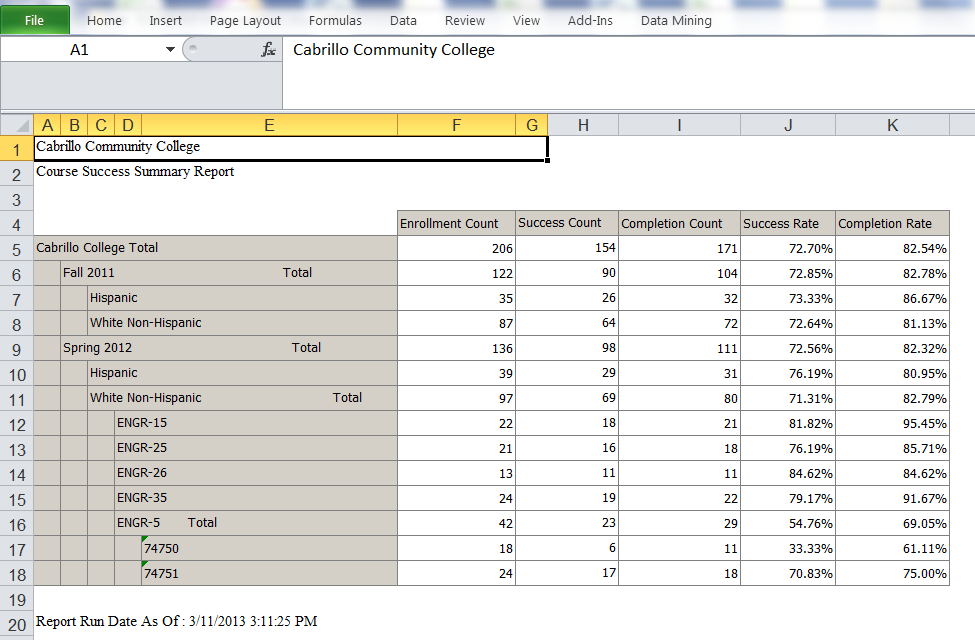 File Home Insert Page Layout Formulas Data Review View Add-Ins Data Mining
A1 fx Cabrillo Community College
A B C D E F G H I J K
1 Cabrillo Community College
2 Course Success Summary Report
3
4 Enrollment Count Success Count Completion Count Success Rate Completion Rate
5 Cabrillo College Total 206 154 171 72.70% 82.54%
6 Fall 2011 Total 122 90 104 72.85% 82.78%
7 Hispanic 35 26 32 73.33% 86.67%
8 White Non-Hispanic 87 64 72 72.64% 81.13%
9 Spring 2012 Total 136 98 111 72.56% 82.32%
10 Hispanic 39 29 31 76.19% 80.95%
11 White Non-Hispanic Total 97 69 80 71.31% 82.79%
12 ENGR-15 22 18 21 81.82% 95.45%
13 ENGR-25 21 16 18 76.19% 85.71%
14 ENGR-26 13 11 11 84.62% 84.62%
15 ENGR-35 24 19 22 79.17% 91.67%
16 ENGR-5 Total 42 23 29 54.76% 69.05%
17 74750 18 6 11 33.33% 61.11%
18 74751 24 17 18 70.83% 75.00%
19
20 Report Run Date As Of : 3/11/2013 3:11:25 PM